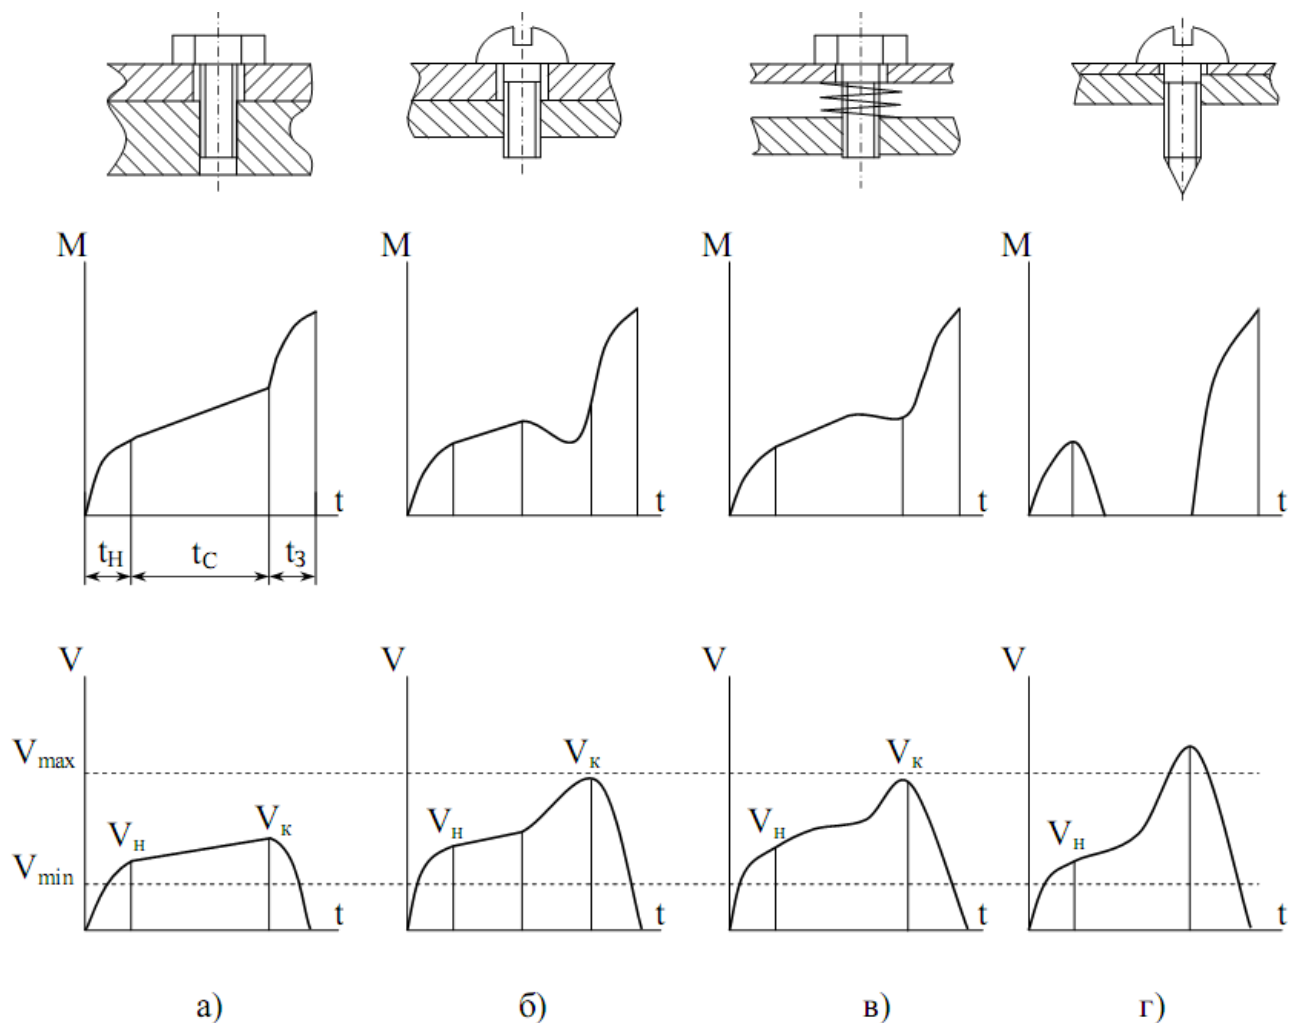 M M M M
t t t t
tн tс tз
V V V V
Vmax Vк Vк
Vн Vк Vн Vн Vн
Vmin
t t t t
а) б) в) г)